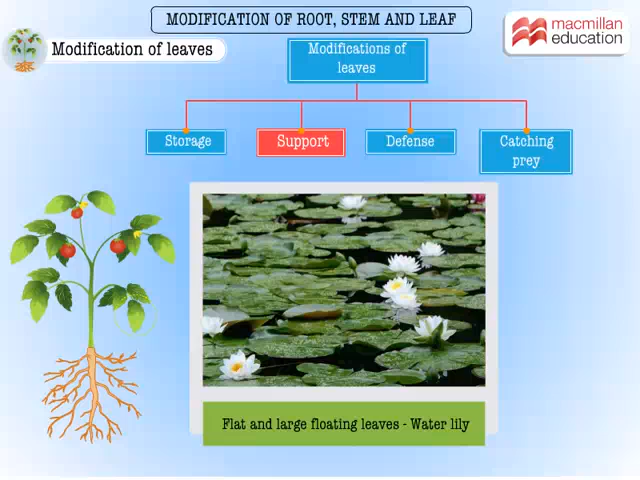 MODIFICATION OF ROOT, STEM AND LEAF
macmillan
education
Modification of leaves
Modifications of
leaves
Storage
Support
Defense
Catching
prey
Flat and large floating leaves - Water lily